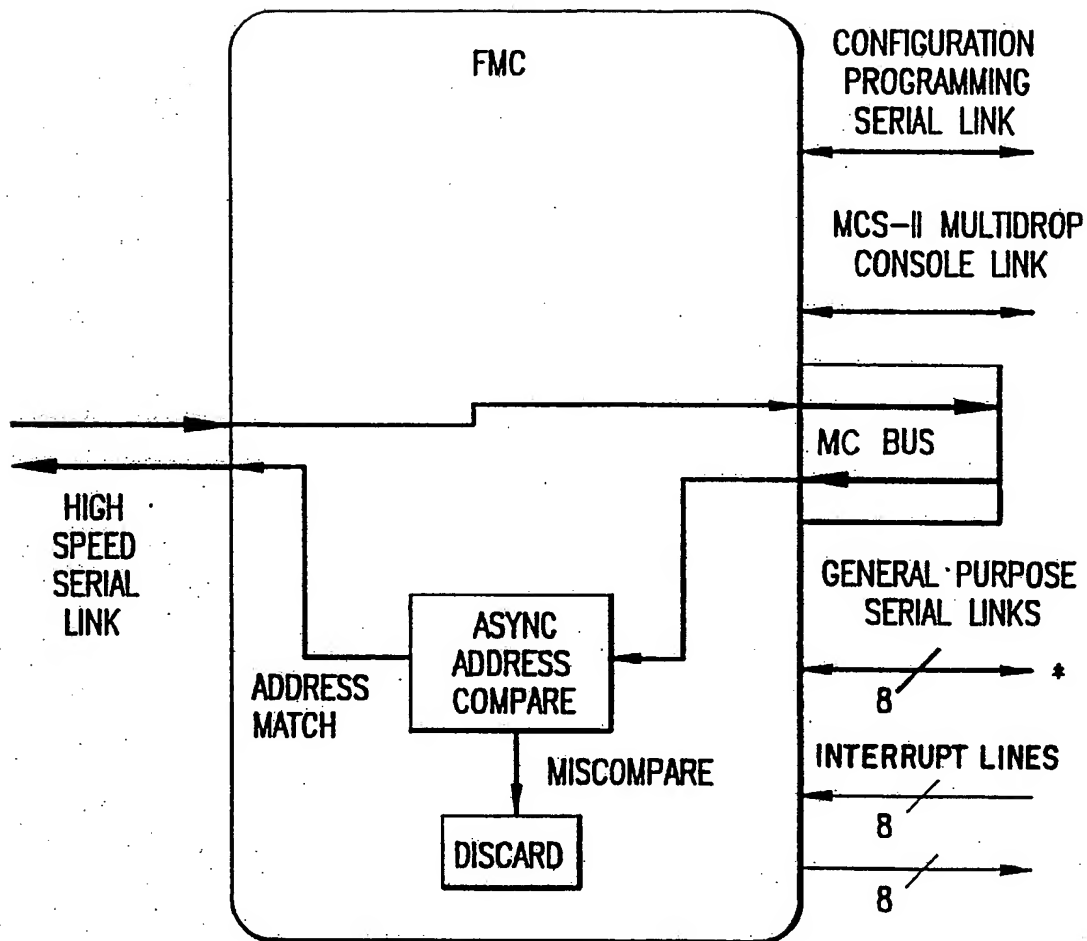 FMC
CONFIGURATION
PROGRAMMING
SERIAL LINK
MCS-II MULTIDROP
CONSOLE LINK
MC BUS
HIGH
SPEED
SERIAL
LINK
GENERAL PURPOSE
SERIAL LINKS
8
*
ASYNC
ADDRESS
COMPARE
ADDRESS
MATCH
MISCOMPARE
DISCARD
INTERRUPT LINES
8
8